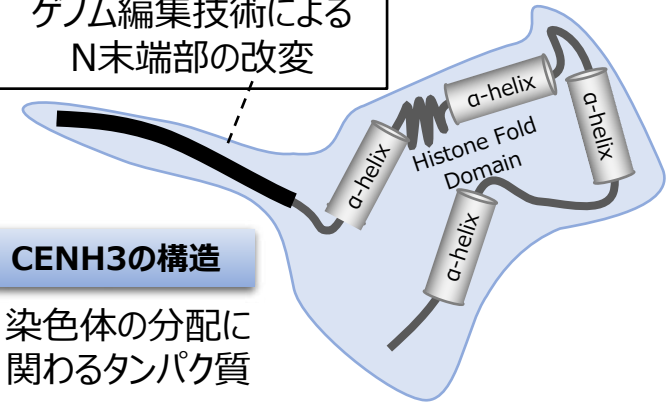 ゲノム編集技術による
N末端部の改変
α-helix
α-helix
α-helix
Histone Fold
Domain
α-helix
CENH3の構造
染色体の分配に
関わるタンパク質